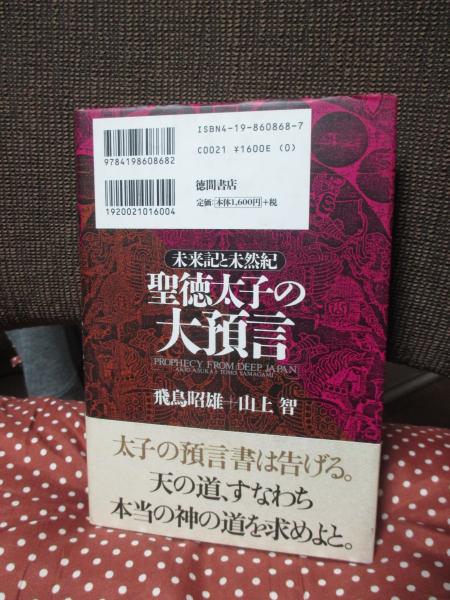 ISBN4-19-860868-7
C0021 ¥1600E (0)
9784198608682
1920021016004
徳間書店
定価:本体1,600円+税
未来記と未然紀
聖徳太子の
大預言
PROPHECY FROM DEEP JAPAN
AKIO ASUKA + TOMO YAMAGAMI
飛鳥昭雄+山上 智
太子の預言書は告げる。
天の道、すなわち
本当の神の道を求めよと。